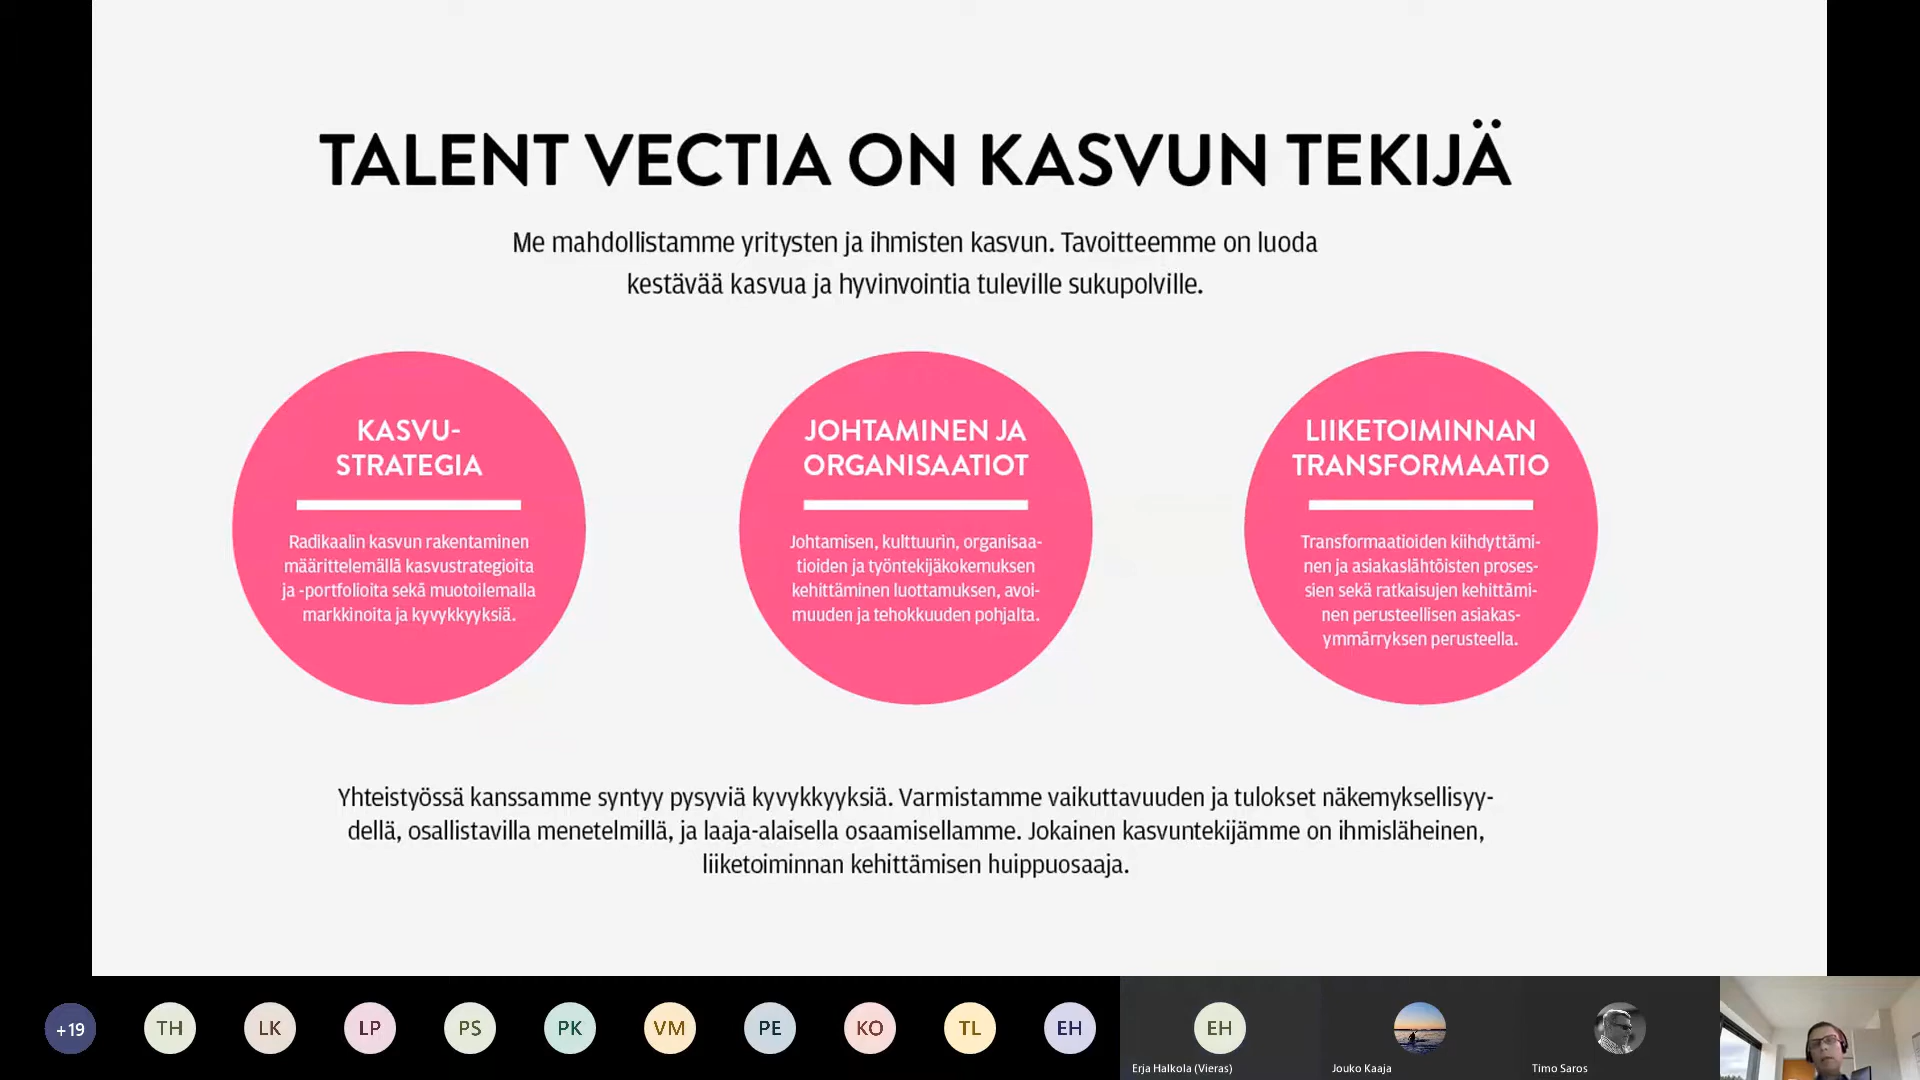 TALENT VECTIA ON KASVUN TEKIJÄ
Me mahdollistamme yritysten ja ihmisten kasvun. Tavoitteemme on luoda
kestävää kasvua ja hyvinvointia tuleville sukupolville.
KASVU-
STRATEGIA
Radikaalin kasvun rakentaminen
määrittelemällä kasvustrategioita
ja -portfolioita sekä muotoilemalla
markkinoita ja kyvykkyyksiä.
JOHTAMINEN JA
ORGANISAATIOT
Johtamisen, kulttuurin, organisaa-
tioiden ja työntekijäkokemuksen
kehittäminen luottamuksen, avoi-
muuden ja tehokkuuden pohjalta.
LIIKETOIMINNAN
TRANSFORMAATIO
Transformaatioiden kiihdyttämi-
nen ja asiakaslähtöisten proses-
sien sekä ratkaisujen kehittämi-
nen perusteellisen asiakas-
ymmärryksen perusteella.
Yhteistyössä kanssamme syntyy pysyviä kyvykkyyksiä. Varmistamme vaikuttavuuden ja tulokset näkemyksellisyy-
dellä, osallistavilla menetelmillä, ja laaja-alaisella osaamisellamme. Jokainen kasvuntekijämme on ihmisläheinen,
liiketoiminnan kehittämisen huippuosaaja.
+19 TH LK LP PS PK VM PE KO TL EH EH
Erja Halkola (Vieras) Jouko Kaaja Timo Saros